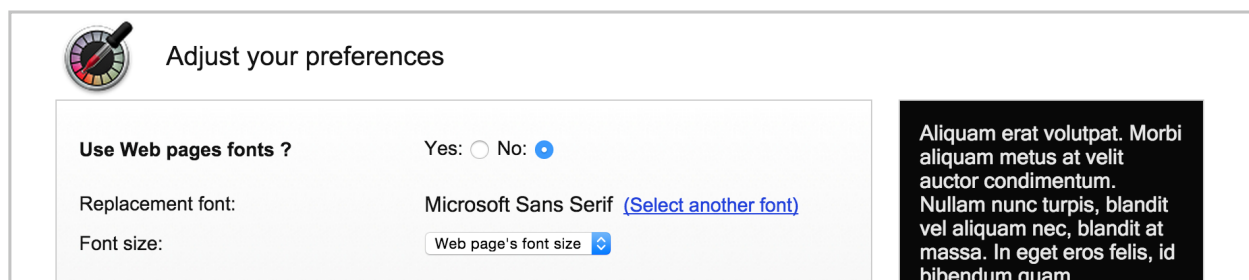 Adjust your preferences
Use Web pages fonts ?
Yes: No:
Replacement font:
Microsoft Sans Serif (Select another font)
Font size:
Web page's font size
Aliquam erat volutpat. Morbi
aliquam metus at velit
auctor condimentum.
Nullam nunc turpis, blandit
vel aliquam nec, blandit at
massa. In eget eros felis, id
bibendum quam